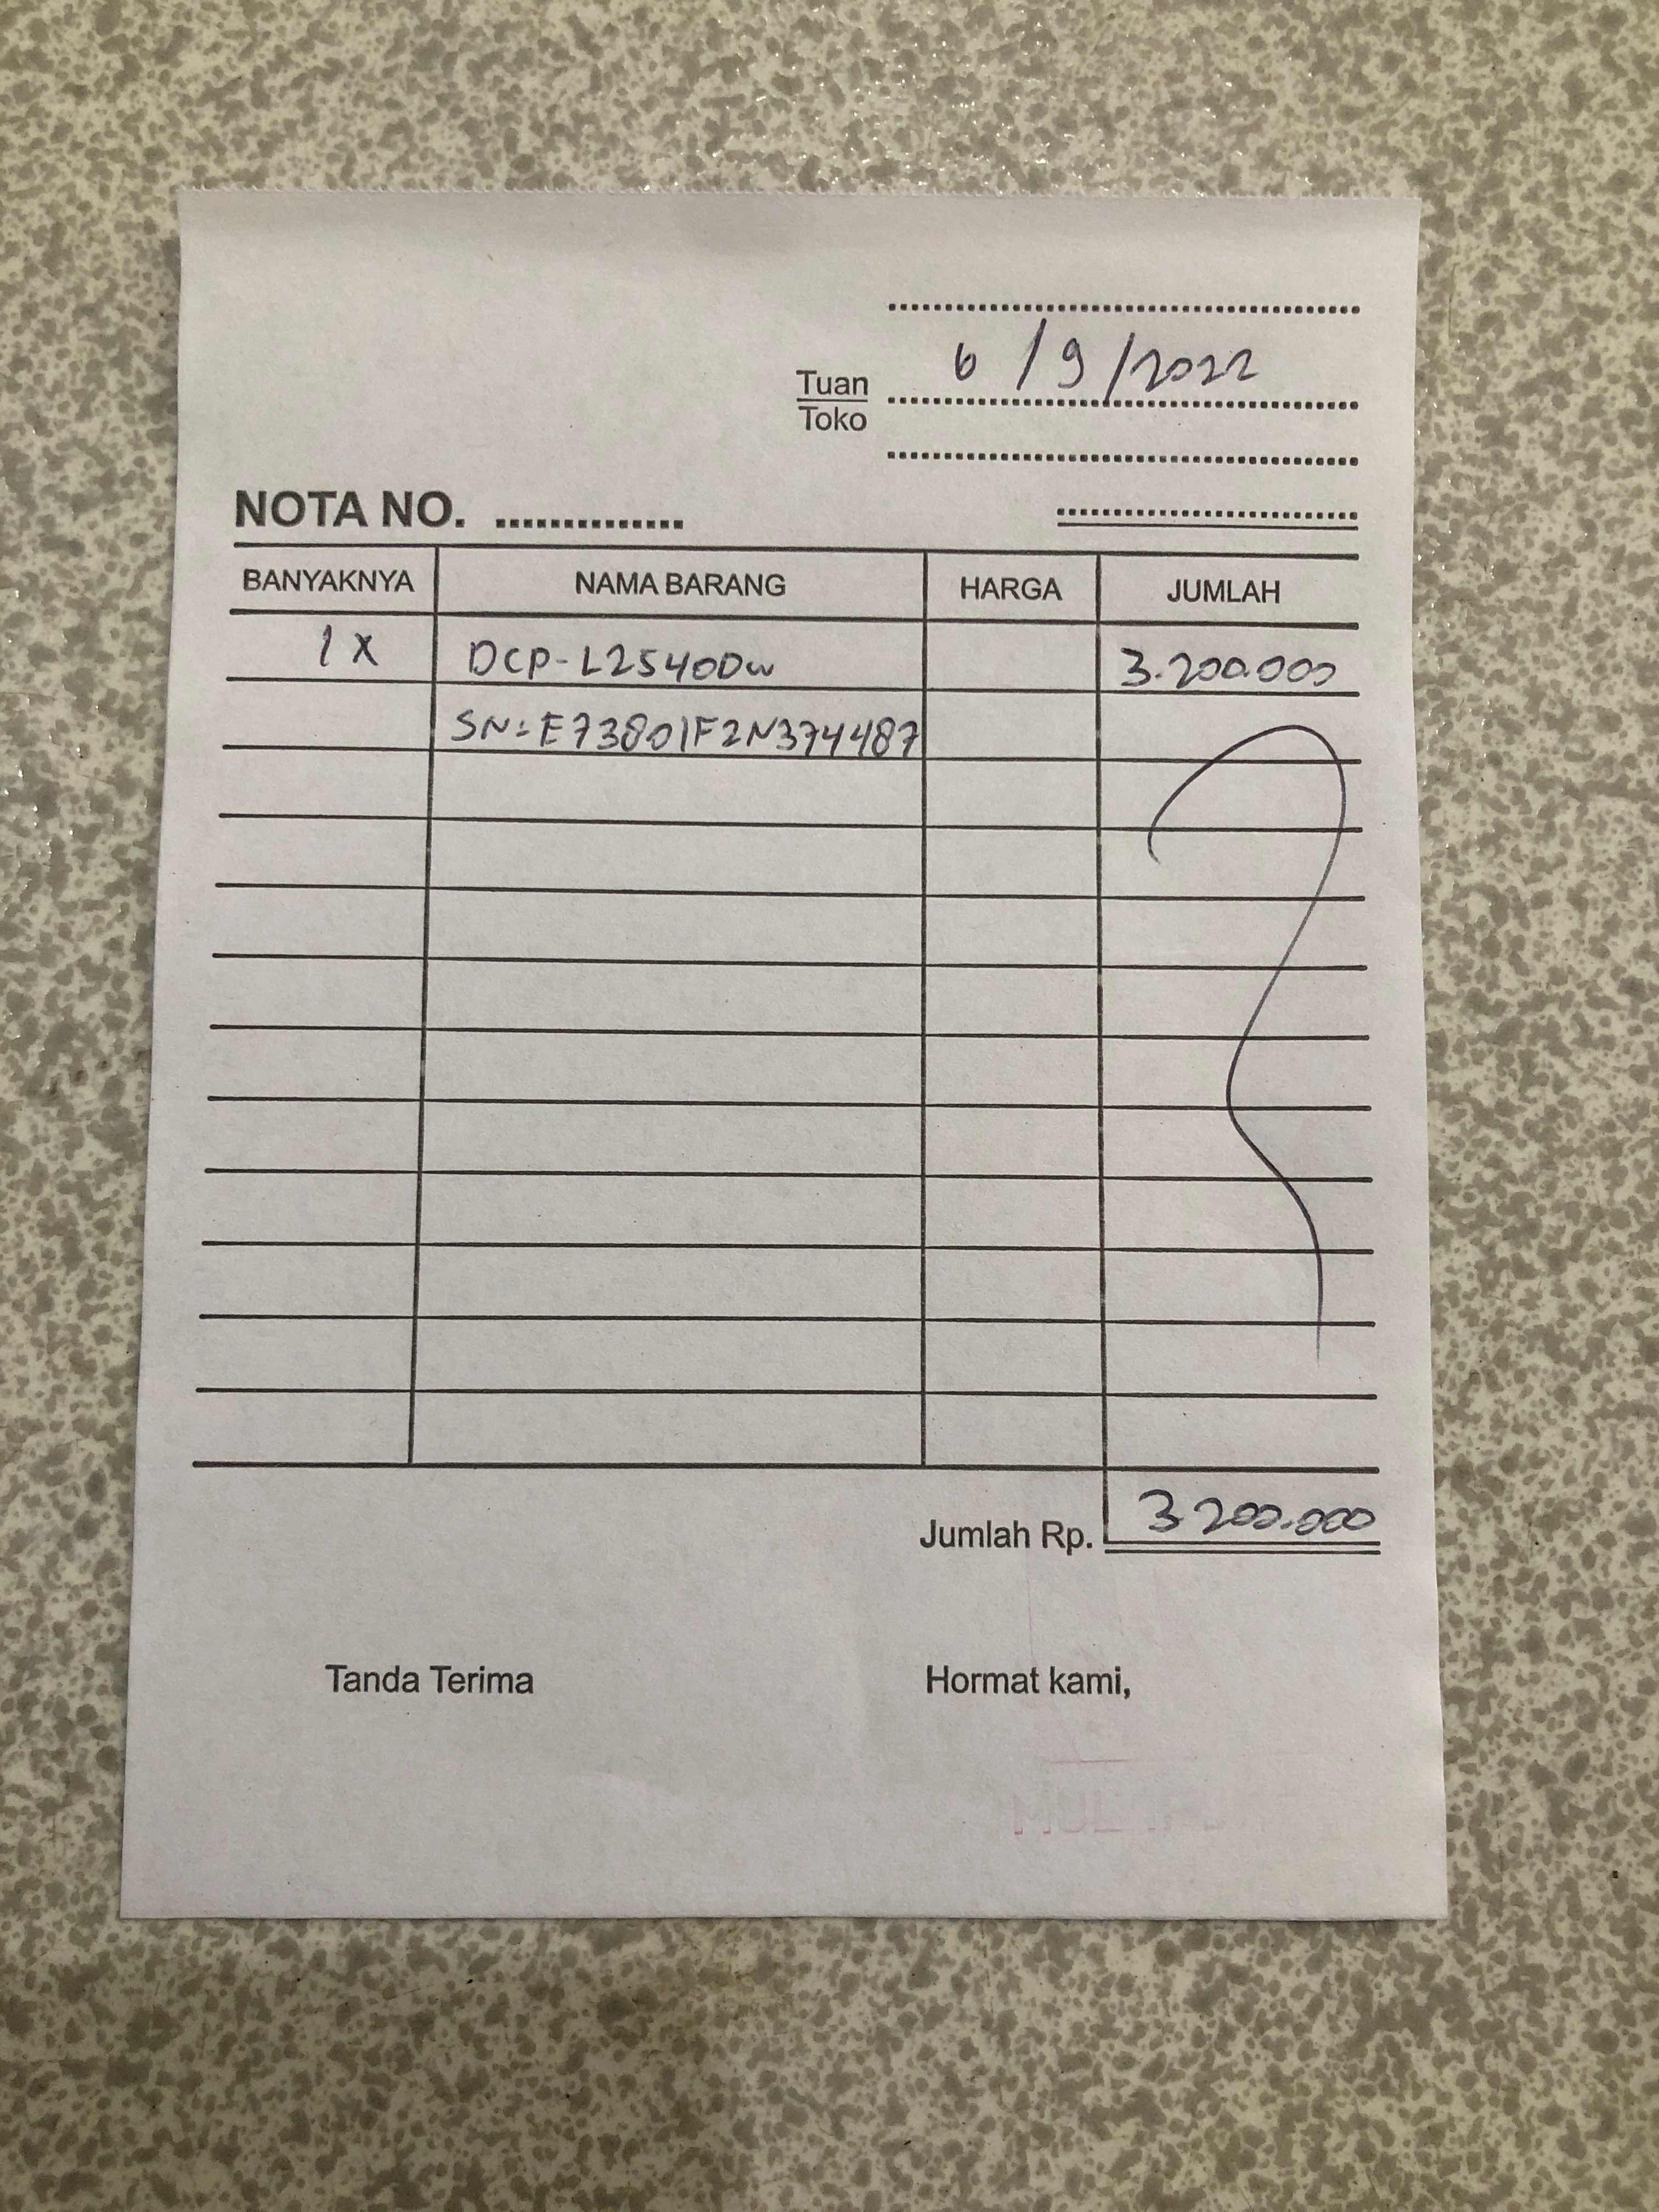 6/9/2022
Tuan
Toko
NOTA NO. ..............
BANYAKNYA NAMA BARANG HARGA JUMLAH
1 X DCP-L2540Dw 3.200.000
SN: E73801F2N374487
Jumlah Rp. 3.200.000
Tanda Terima Hormat kami,